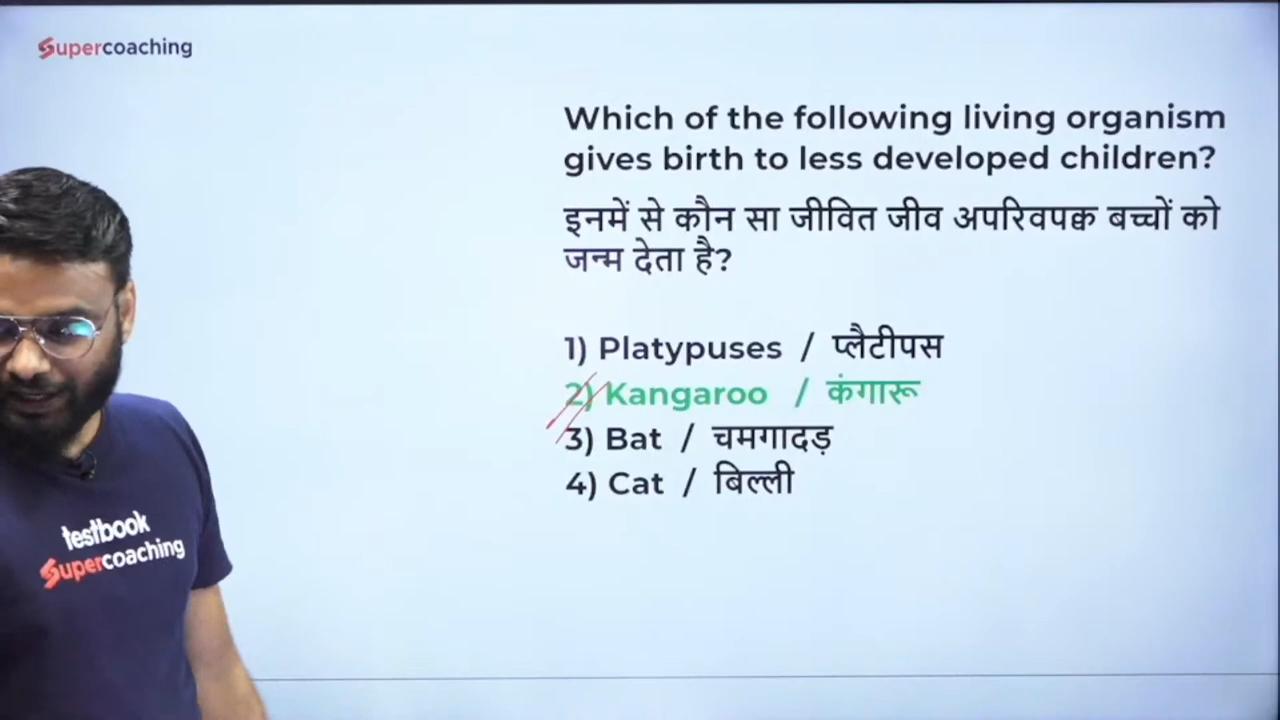 Supercoaching
Which of the following living organism
gives birth to less developed children?
इनमें से कौन सा जीवित जीव अपरिवपक्व बच्चों को
जन्म देता है?
1) Platypuses / प्लैटीपस
2) Kangaroo / कंगारू
3) Bat / चमगादड़
4) Cat / बिल्ली
testbook
Supercoaching